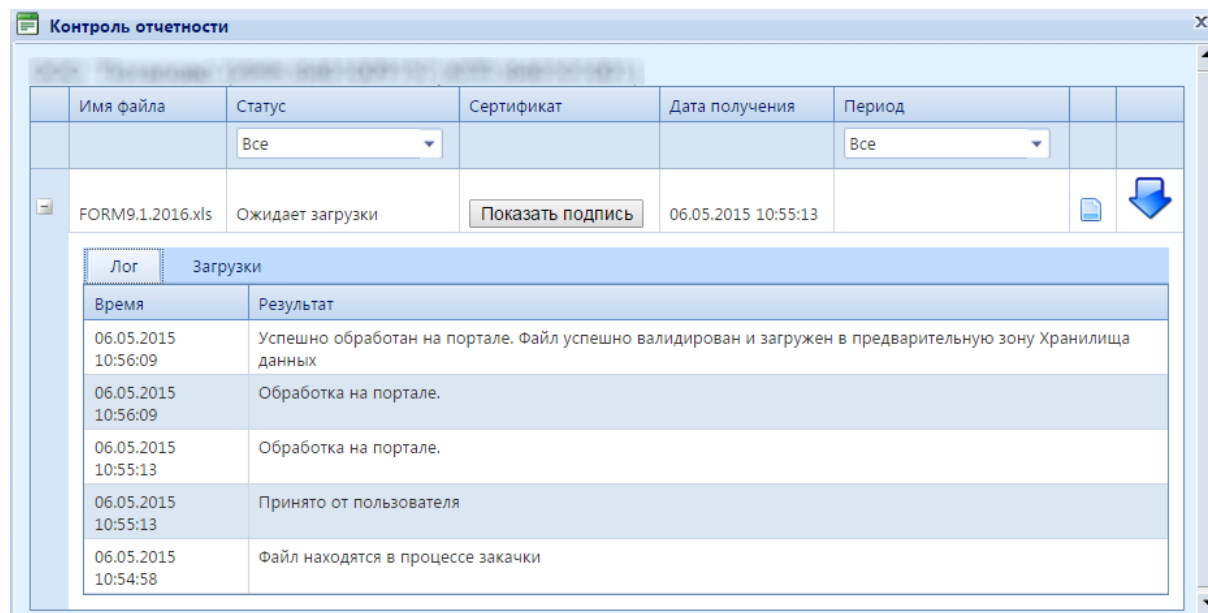 Контроль отчетности
Имя файла Статус Сертификат Дата получения Период
Все Все
FORM9.1.2016.xls Ожидает загрузки Показать подпись 06.05.2015 10:55:13
Лог Загрузки
Время Результат
06.05.2015 Успешно обработан на портале. Файл успешно валидирован и загружен в предварительную зону Хранилища
10:56:09 данных
06.05.2015 Обработка на портале.
10:56:09
06.05.2015 Обработка на портале.
10:55:13
06.05.2015 Принято от пользователя
10:55:13
06.05.2015 Файл находятся в процессе закачки
10:54:58